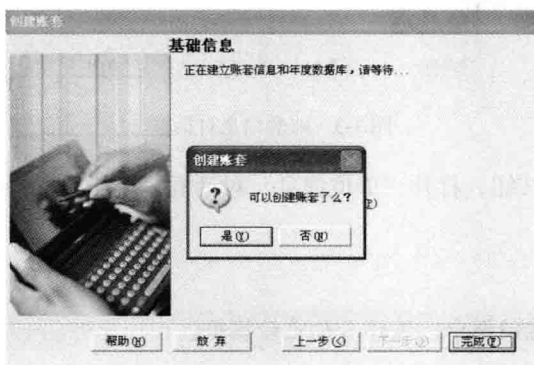 创建账套
基础信息
正在建立账套信息和年度数据库，请等待...
创建账套
可以创建账套了么？
是(Y)
否(N)
帮助(H)
放弃
上一步(<)
下一步(>)
完成(F)